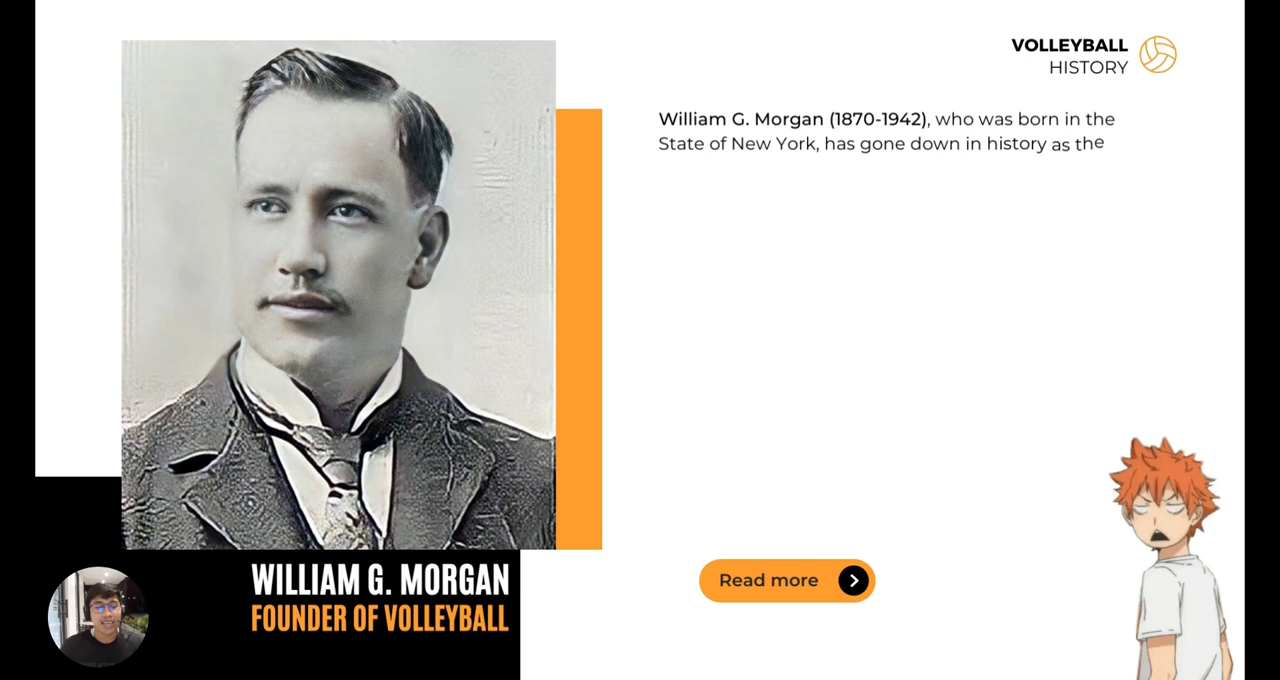 VOLLEYBALL
HISTORY
William G. Morgan (1870-1942), who was born in the
State of New York, has gone down in history as the
Read more
WILLIAM G. MORGAN
FOUNDER OF VOLLEYBALL